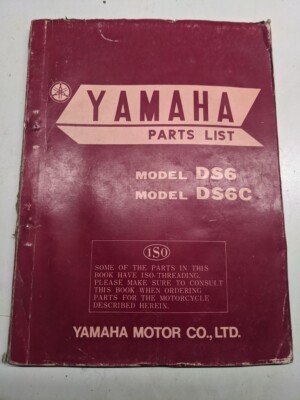 YAMAHA
PARTS LIST
MODEL DS6
MODEL DS6C
ISO
SOME OF THE PARTS IN THIS
BOOK HAVE ISO THREADING.
PLEASE MAKE SURE TO CONSULT
THIS BOOK WHEN ORDERING
PARTS FOR THE MOTORCYCLE
DESCRIBED HEREIN.
YAMAHA MOTOR CO., LTD.